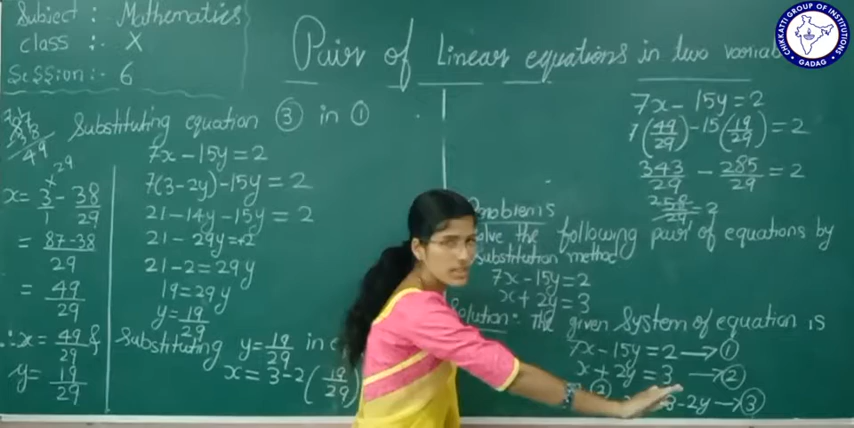 Subject :- Mathematics
Class :- X
Session :- 6
Pair of Linear equations in two
CHIKKATTI GROUP OF INSTITUTIONS
GADAG
Substituting equation ③ in ①
7x - 15y = 2
7(3-2y) - 15y = 2
21 - 14y - 15y = 2
21 - 29y = 2
21 - 2 = 29y
19 = 29y
y = 19/29
Substituting y = 19/29 in
x = 3 - 2(19/29)
x = 3/1 - 38/29
= 87-38/29
= 49/29
∴ x = 49/29 &
y = 19/29
Problems
Solve the following pair of equations by
substitution method
7x - 15y = 2
x + 2y = 3
Solution :- The given system of equation is
7x - 15y = 2 → ①
x + 2y = 3 → ②
3 - 2y → ③
7x - 15y = 2
7(49/29) - 15(19/29) = 2
343/29 - 285/29 = 2